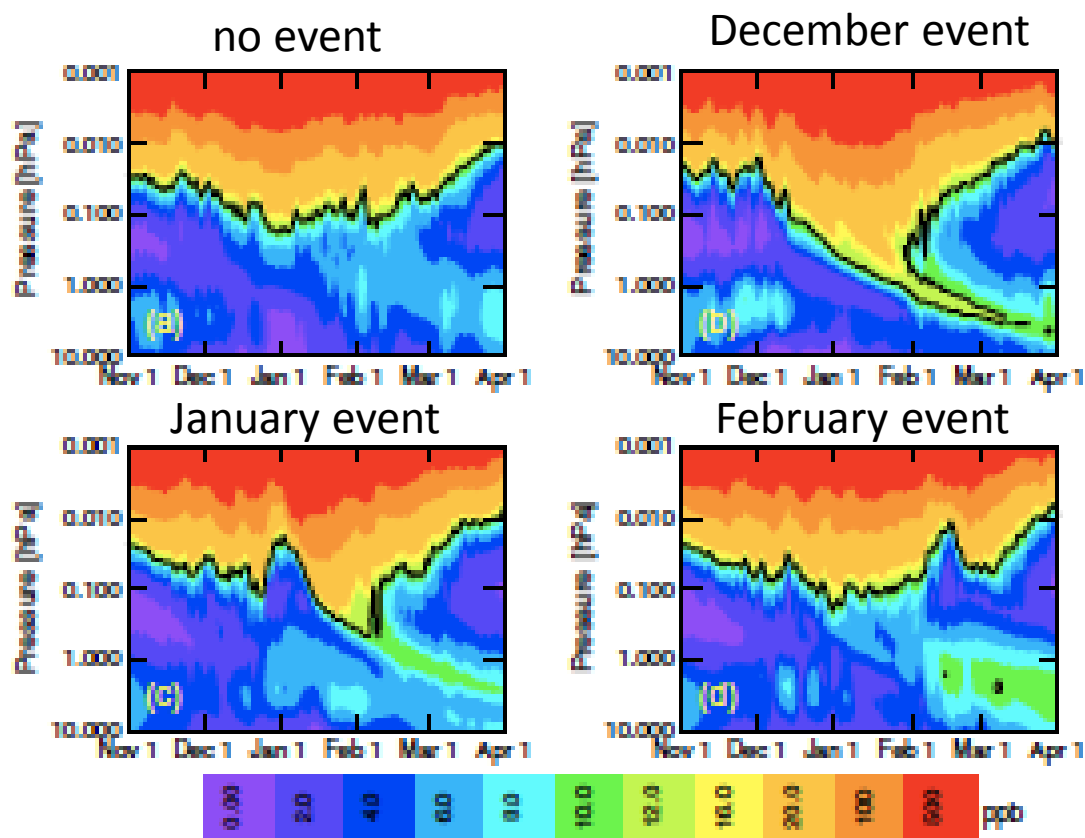 no event
December event
0.001
0.010
0.100
1.000
10.000
Pressure [hPa]
(a)
Nov 1 Dec 1 Jan 1 Feb 1 Mar 1 Apr 1
0.001
0.010
0.100
1.000
10.000
Pressure [hPa]
(b)
Nov 1 Dec 1 Jan 1 Feb 1 Mar 1 Apr 1
January event
February event
0.001
0.010
0.100
1.000
10.000
Pressure [hPa]
(c)
Nov 1 Dec 1 Jan 1 Feb 1 Mar 1 Apr 1
0.001
0.010
0.100
1.000
10.000
Pressure [hPa]
(d)
Nov 1 Dec 1 Jan 1 Feb 1 Mar 1 Apr 1
0.00 2.0 4.0 6.0 8.0 10.0 12.0 16.0 20.0 100 500 ppb